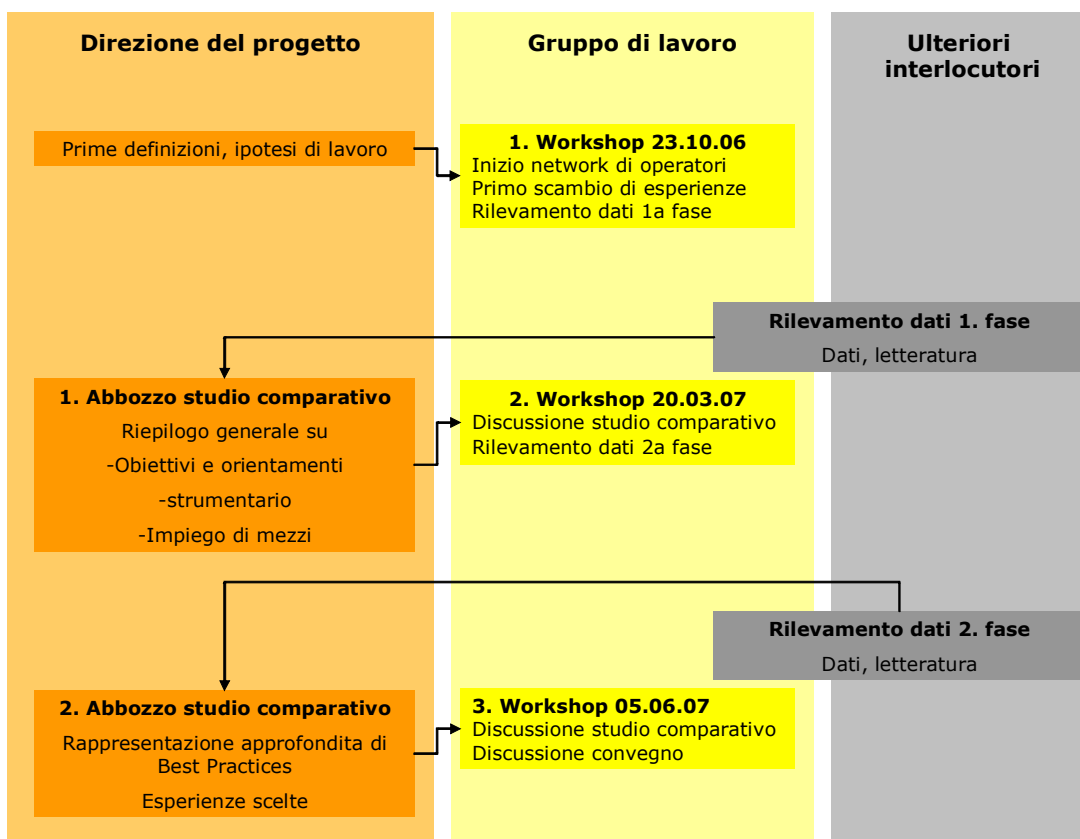 Direzione del progetto
Gruppo di lavoro
Ulteriori
interlocutori
Prime definizioni, ipotesi di lavoro
1. Workshop 23.10.06
Inizio network di operatori
Primo scambio di esperienze
Rilevamento dati 1a fase
Rilevamento dati 1. fase
Dati, letteratura
1. Abbozzo studio comparativo
Riepilogo generale su
-Obiettivi e orientamenti
-strumentario
-Impiego di mezzi
2. Workshop 20.03.07
Discussione studio comparativo
Rilevamento dati 2a fase
Rilevamento dati 2. fase
Dati, letteratura
2. Abbozzo studio comparativo
Rappresentazione approfondita di
Best Practices
Esperienze scelte
3. Workshop 05.06.07
Discussione studio comparativo
Discussione convegno